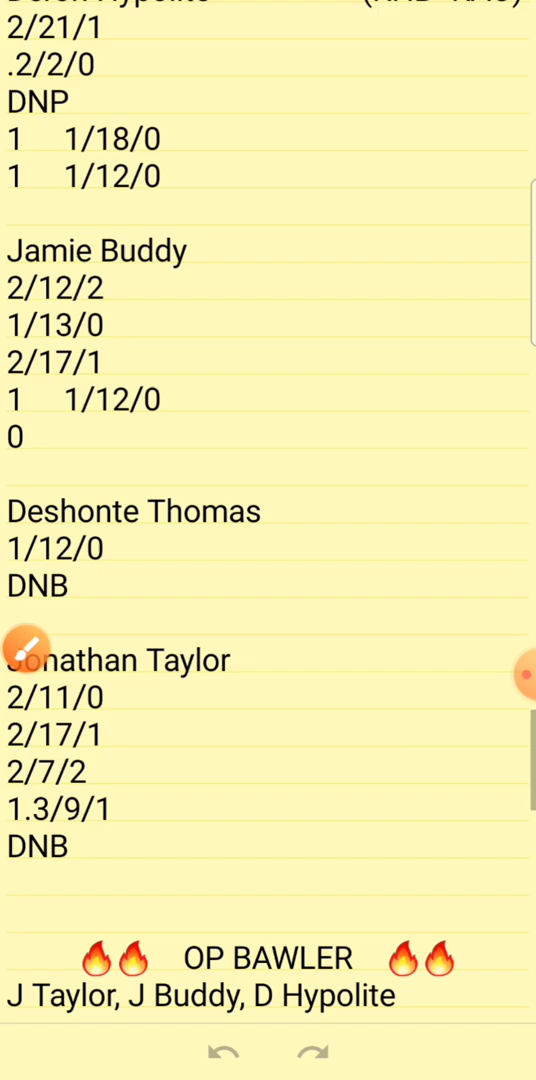 2/21/1
.2/2/0
DNP
1 1/18/0
1 1/12/0
Jamie Buddy
2/12/2
1/13/0
2/17/1
1 1/12/0
0
Deshonte Thomas
1/12/0
DNB
Jonathan Taylor
2/11/0
2/17/1
2/7/2
1.3/9/1
DNB
🔥🔥 OP BAWLER 🔥🔥
J Taylor, J Buddy, D Hypolite